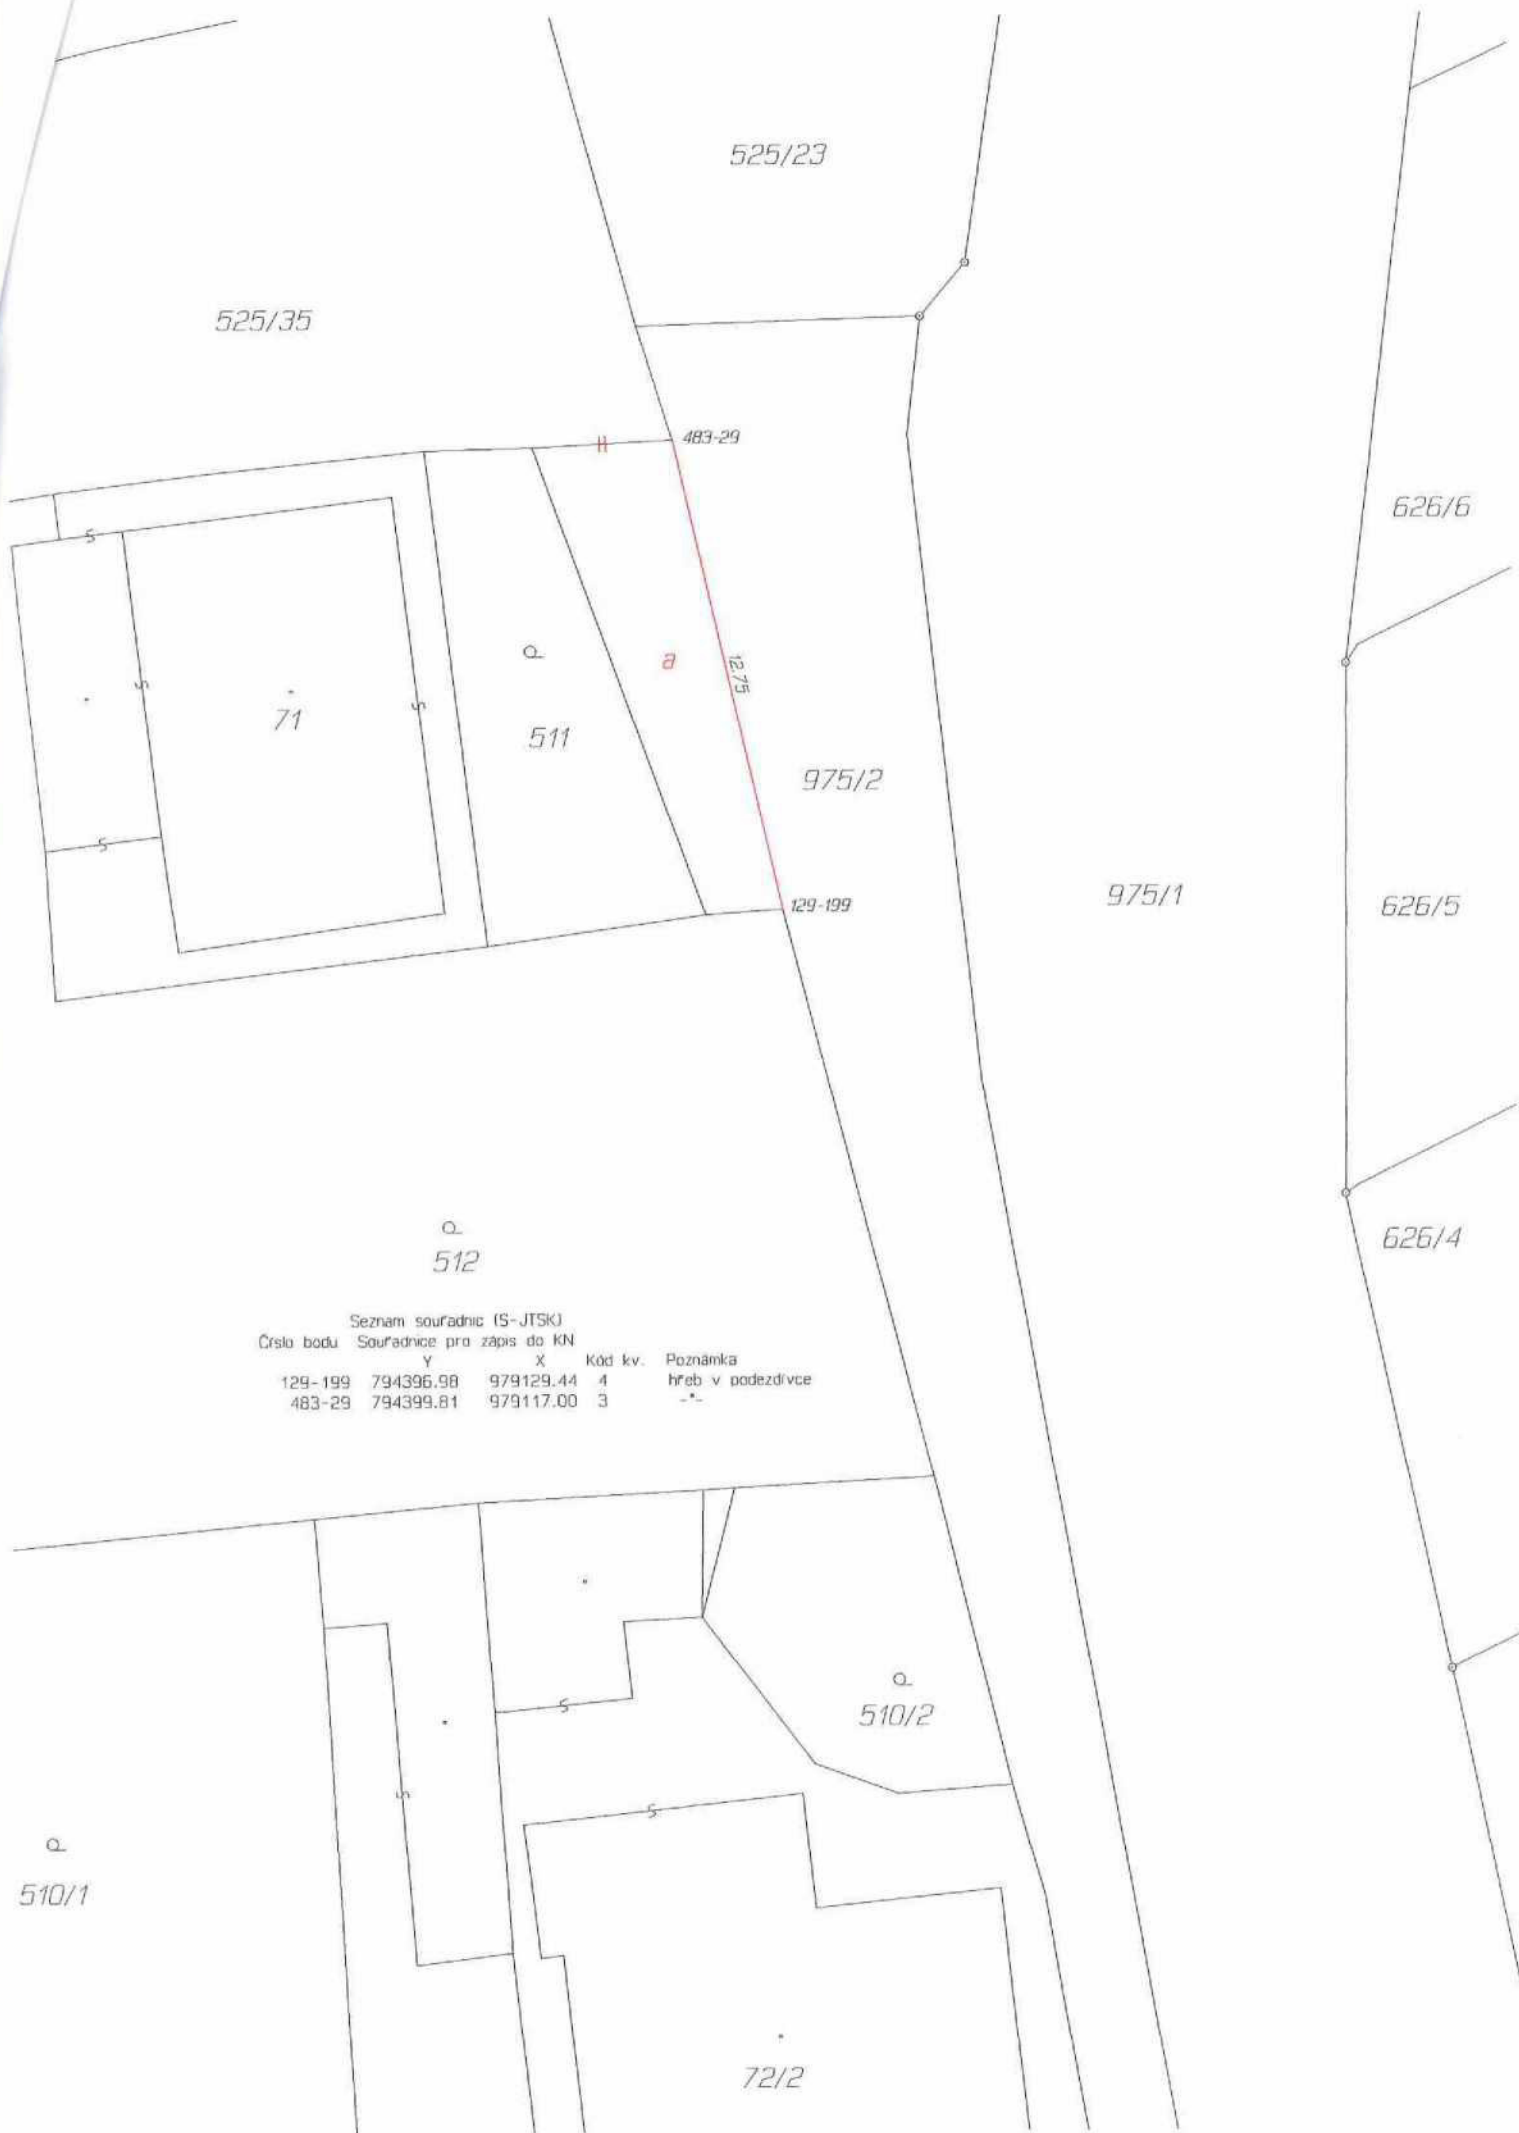 525/23
525/35
483-29
626/6
a
12.75
71
511
975/2
975/1
129-199
626/5
512
626/4
Seznam souřadnic (S-JTSK)
Číslo bodu Souřadnice pro zápis do KN
Y X Kód kv. Poznámka
129-199 794396.98 979129.44 4 hřeb v podezdívce
483-29 794399.81 979117.00 3 -"-
510/2
510/1
72/2